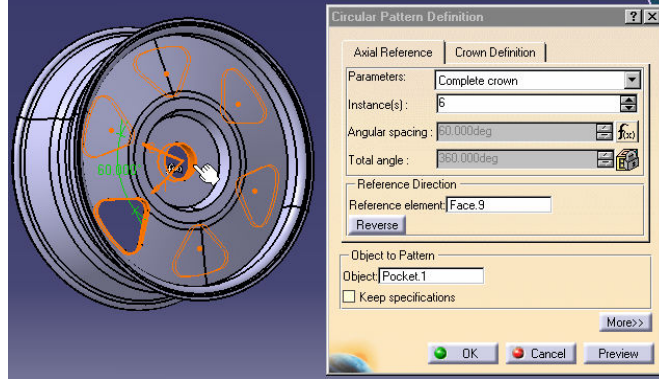 Circular Pattern Definition
Axial Reference
Crown Definition
Parameters: Complete crown
Instance(s) : 6
Angular spacing : 60.000deg
f(x)
Total angle : 360.000deg
Reference Direction
Reference element: Face.9
Reverse
Object to Pattern
Object: Pocket.1
Keep specifications
More>>
OK
Cancel
Preview